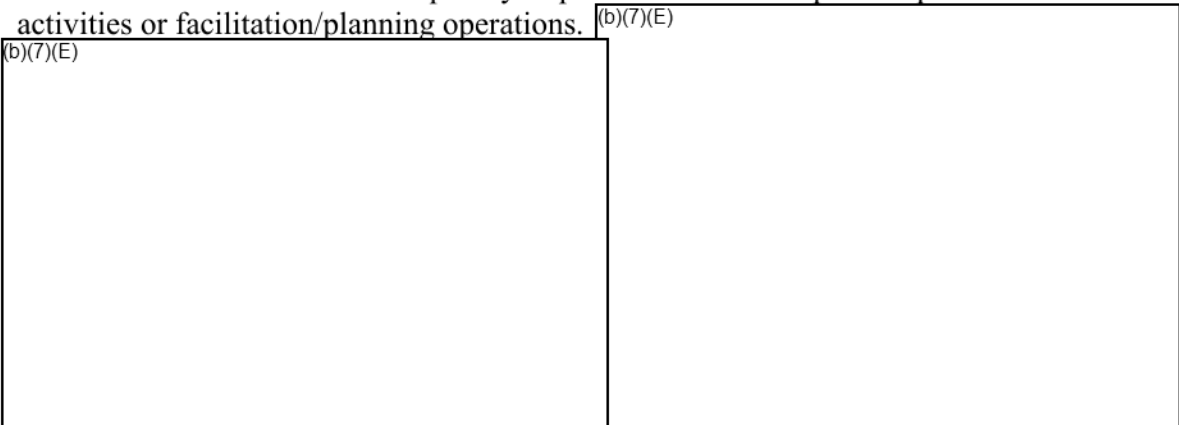 activities or facilitation/planning operations. (b)(7)(E)
(b)(7)(E)